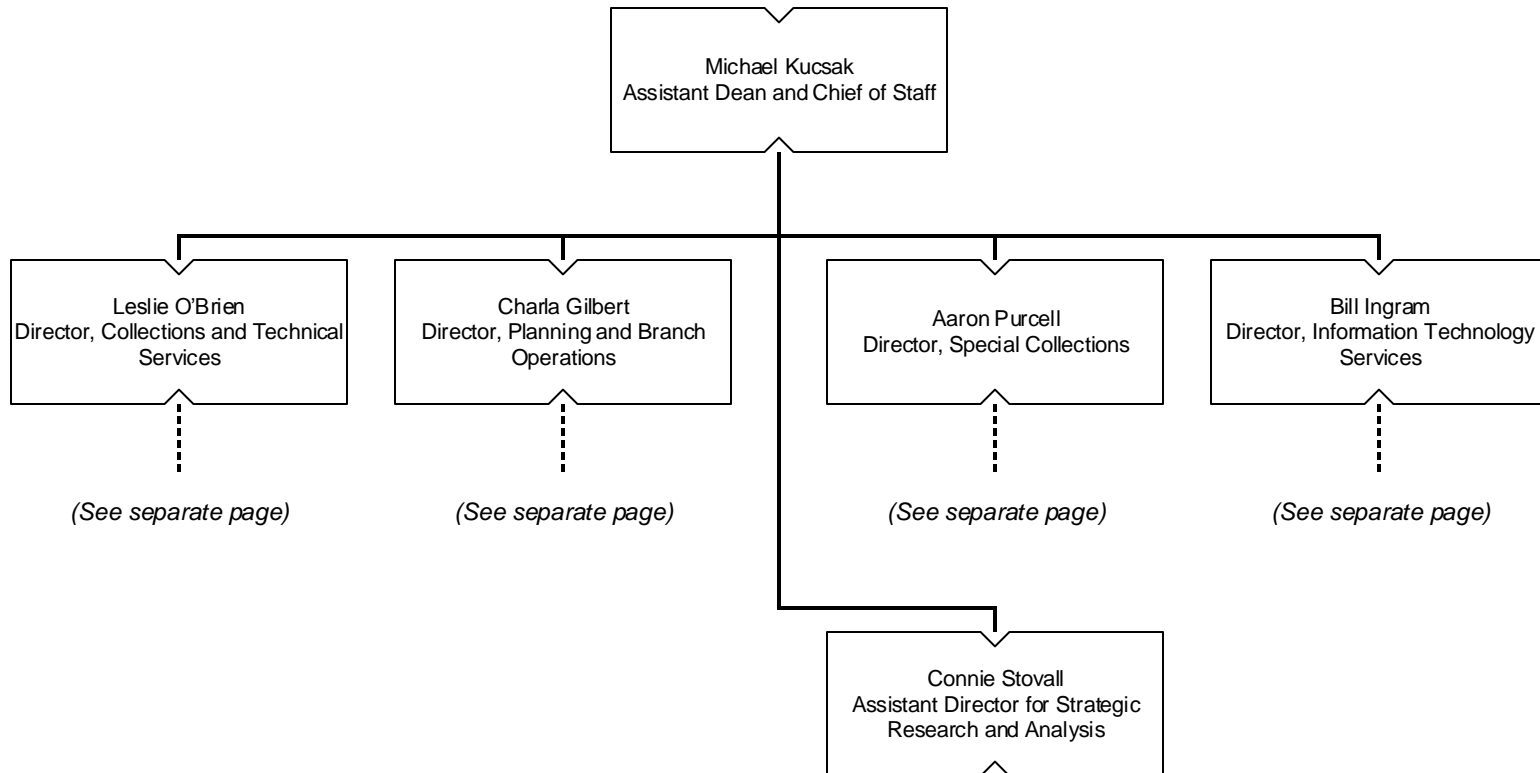 Michael Kucsak
Assistant Dean and Chief of Staff
Leslie O'Brien
Director, Collections and Technical
Services
Charla Gilbert
Director, Planning and Branch
Operations
Aaron Purcell
Director, Special Collections
Bill Ingram
Director, Information Technology
Services
(See separate page)
(See separate page)
(See separate page)
(See separate page)
Connie Stovall
Assistant Director for Strategic
Research and Analysis